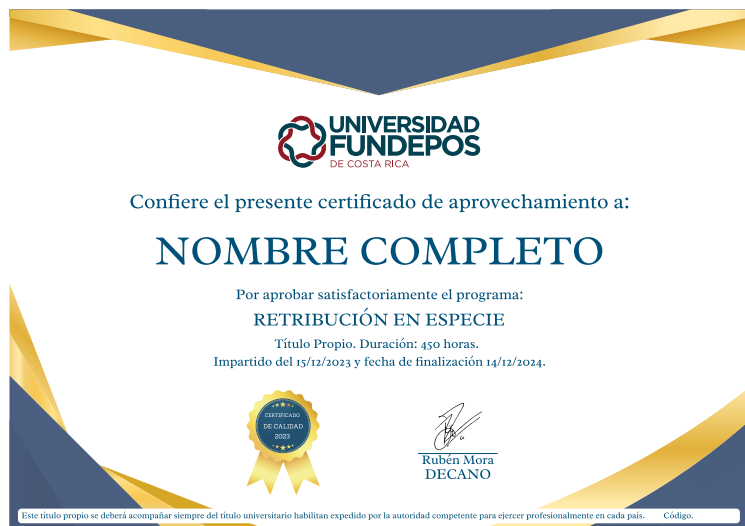 UNIVERSIDAD
FUNDEPOS
DE COSTA RICA
Confiere el presente certificado de aprovechamiento a:
NOMBRE COMPLETO
Por aprobar satisfactoriamente el programa:
RETRIBUCIÓN EN ESPECIE
Título Propio. Duración: 450 horas.
Impartido del 15/12/2023 y fecha de finalización 14/12/2024.
CERTIFICADO
DE CALIDAD
2023
Rubén Mora
DECANO
Este titulo propio se deberá acompañar siempre del titulo universitario habilitan expedido por la autoridad competente para ejercer profesionalmente en cada país. Código.